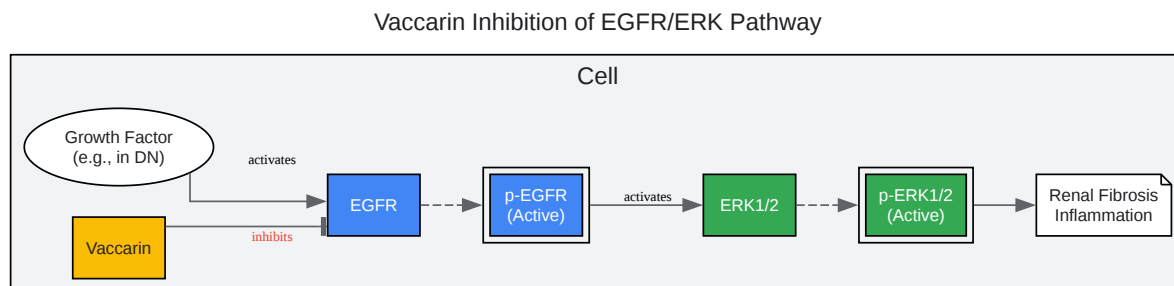 Vaccarin Inhibition of EGFR/ERK Pathway
Cell
Growth Factor
(e.g., in DN)
activates
EGFR
p-EGFR
(Active)
activates
ERK1/2
p-ERK1/2
(Active)
Renal Fibrosis
Inflammation
Vaccarin
inhibits